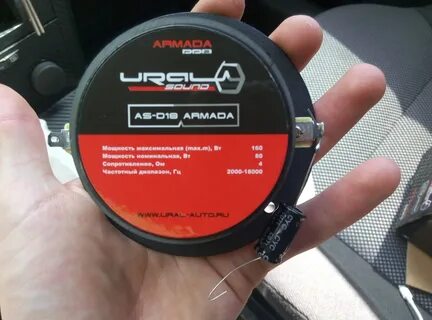 ARMADA
URAL
SOUND
AS-D18 ARMADA
Мощность максимальная (max.m), Вт 160
Мощность номинальная, Вт 80
Сопротивление, Ом 4
Частотный диапазон, Гц 2000-18000
WWW.URAL-AUTO.RU